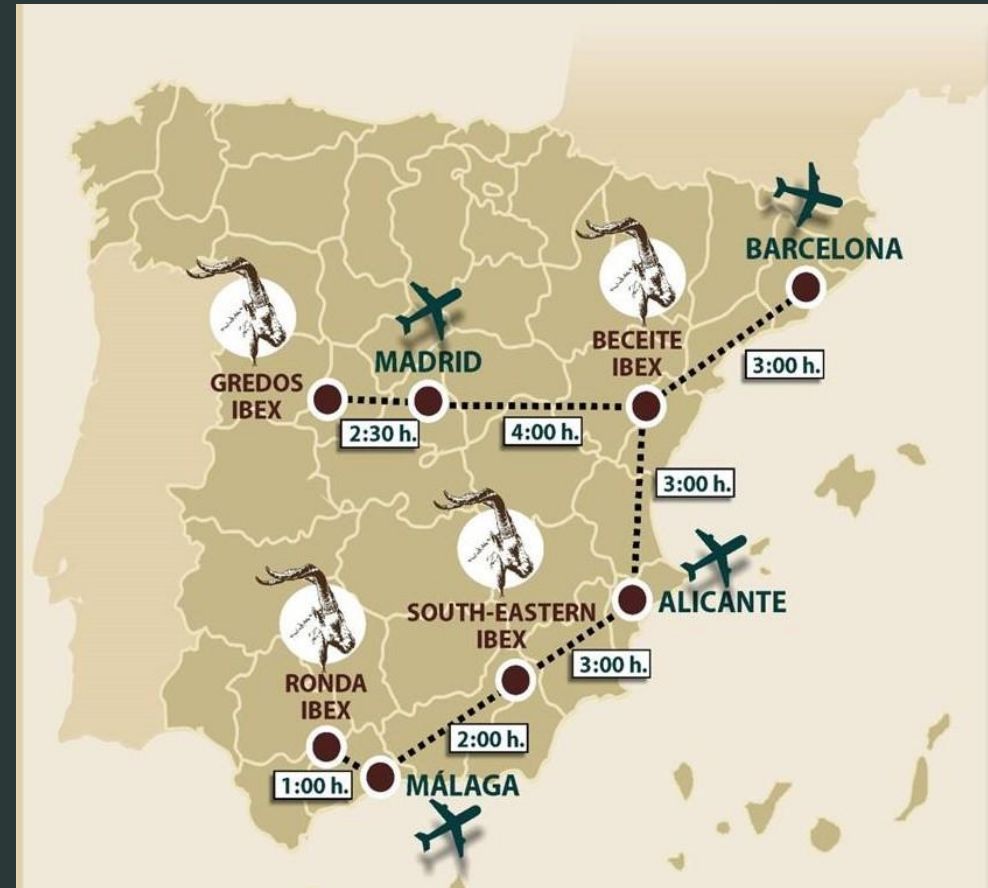 BARCELONA
BECEITE
IBEX
3:00 h.
MADRID
GREDOS
IBEX
2:30 h.
4:00 h.
3:00 h.
SOUTH-EASTERN
IBEX
ALICANTE
3:00 h.
RONDA
IBEX
2:00 h.
1:00 h.
MÁLAGA